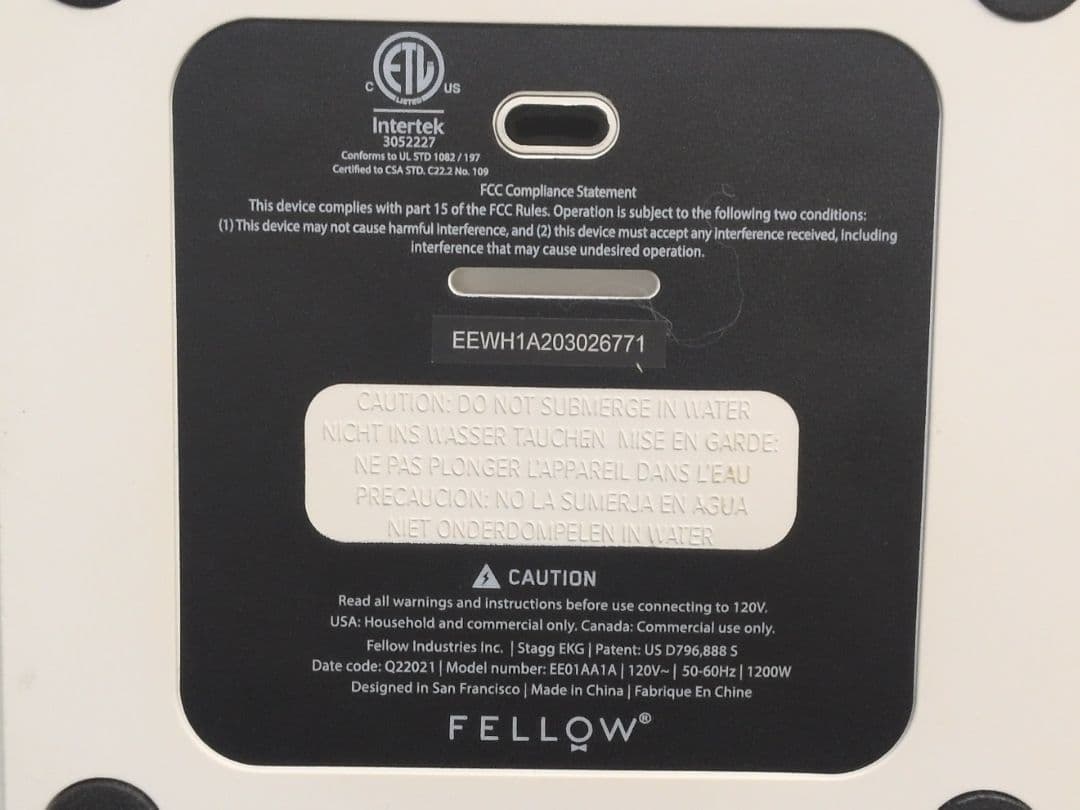 ETL
C US
LISTED
Intertek
3052227
Conforms to UL STD 1082 / 197
Certified to CSA STD. C22.2 No. 109
FCC Compliance Statement
This device complies with part 15 of the FCC Rules. Operation is subject to the following two conditions:
(1) This device may not cause harmful interference, and (2) this device must accept any interference received, including
interference that may cause undesired operation.
EEWH1A203026771
CAUTION: DO NOT SUBMERGE IN WATER
NICHT INS WASSER TAUCHEN MISE EN GARDE:
NE PAS PLONGER L'APPAREIL DANS L'EAU
PRECAUCION: NO LA SUMERJA EN AGUA
NIET ONDERDOMPELEN IN WATER
CAUTION
Read all warnings and instructions before use connecting to 120V.
USA: Household and commercial only. Canada: Commercial use only.
Fellow Industries Inc. | Stagg EKG | Patent: US D796,888 S
Date code: Q22021 | Model number: EE01AA1A | 120V~ | 50-60Hz | 1200W
Designed in San Francisco | Made in China | Fabrique En Chine
FELLOW®